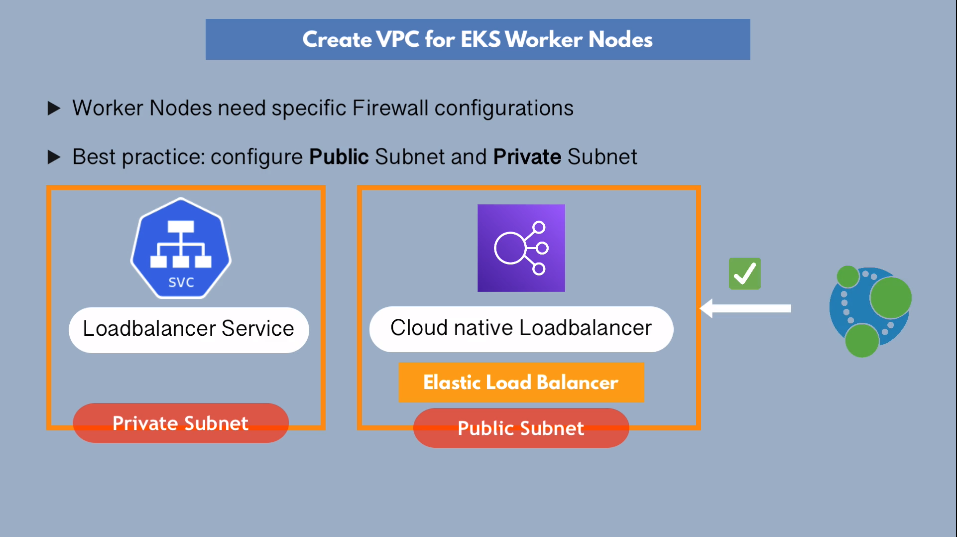 Create VPC for EKS Worker Nodes
Worker Nodes need specific Firewall configurations
Best practice: configure Public Subnet and Private Subnet
SVC
Loadbalancer Service
Private Subnet
Cloud native Loadbalancer
Elastic Load Balancer
Public Subnet